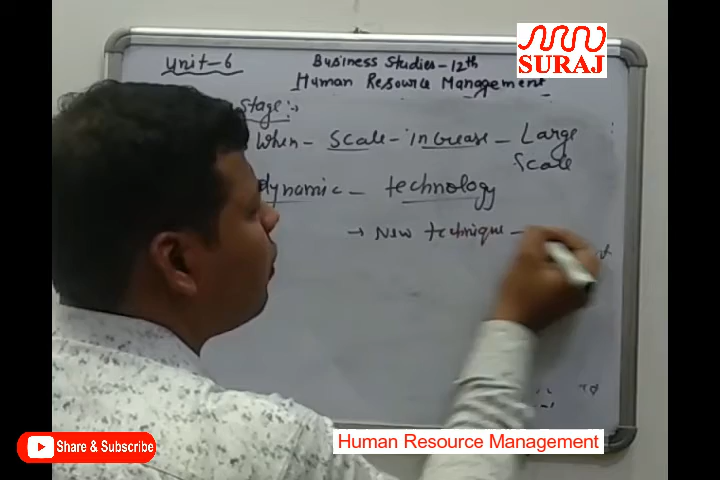 SURAJ
Unit-6
Business Studies-12th
Human Resource Management
Stage:→
When - Scale - increase - Large
Scale
dynamic - technology
→ New technique -
Human Resource Management
Share & Subscribe